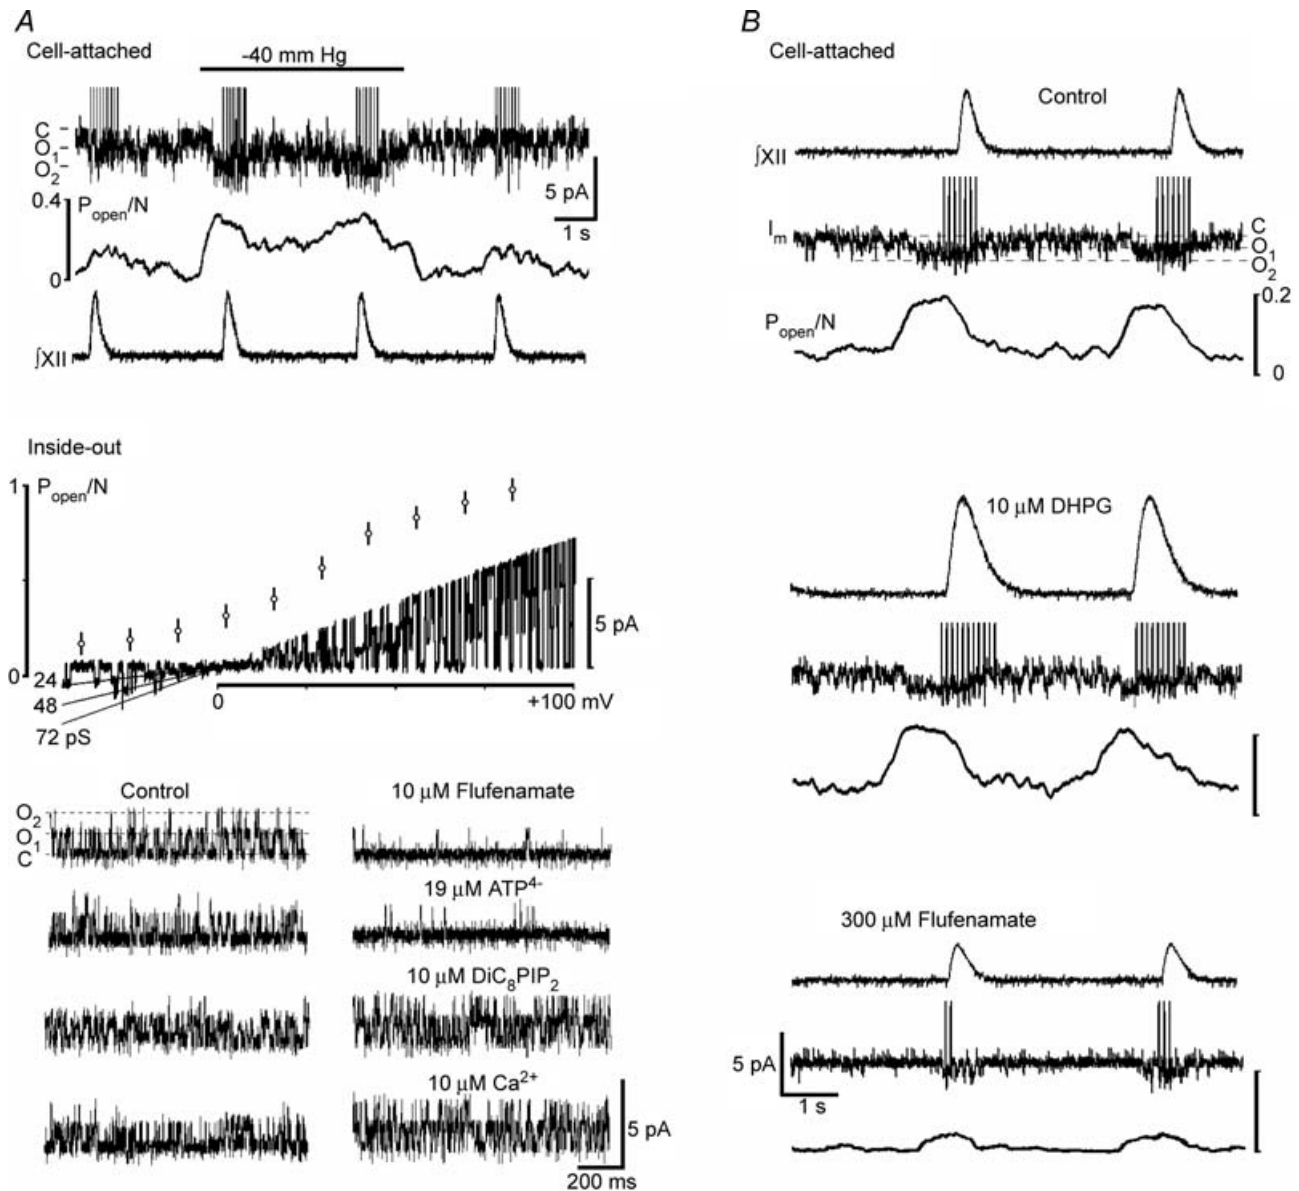 A
Cell-attached
-40 mm Hg
C
O1
O2
5 pA
1 s
0.4
Popen/N
0
∫XII
Inside-out
1
Popen/N
0
24
48
72 pS
5 pA
0
+100 mV
Control
10 µM Flufenamate
O2
O1
C
19 µM ATP4-
10 µM DiC8PIP2
10 µM Ca2+
5 pA
200 ms
B
Cell-attached
Control
∫XII
Im
C
O1
O2
Popen/N
0.2
0
10 µM DHPG
300 µM Flufenamate
5 pA
1 s